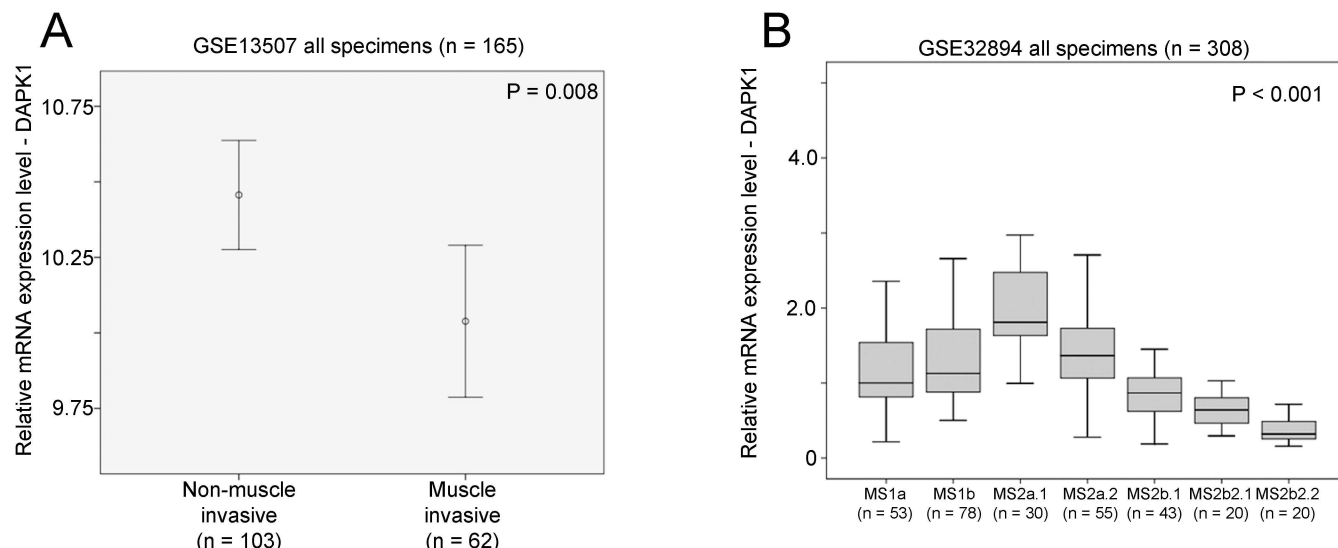 A
GSE13507 all specimens (n = 165)
P = 0.008
Relative mRNA expression level - DAPK1
10.75
10.25
9.75
Non-muscle
invasive
(n = 103)
Muscle
invasive
(n = 62)
B
GSE32894 all specimens (n = 308)
P < 0.001
Relative mRNA expression level - DAPK1
4.0
2.0
0
MS1a
(n = 53)
MS1b
(n = 78)
MS2a.1
(n = 30)
MS2a.2
(n = 55)
MS2b.1
(n = 43)
MS2b2.1
(n = 20)
MS2b2.2
(n = 20)